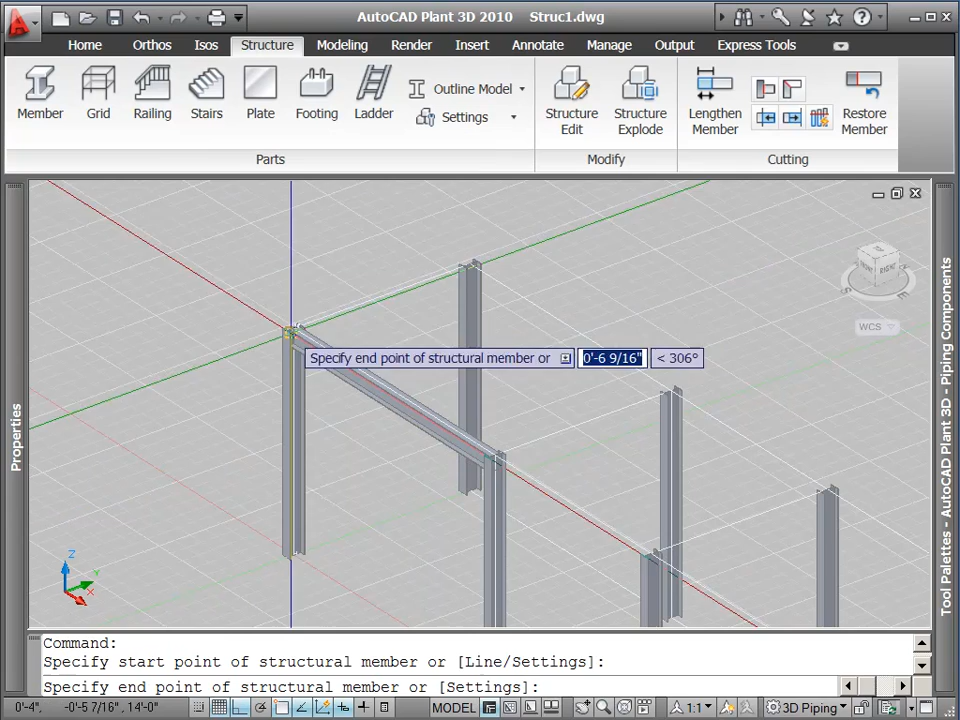 AutoCAD Plant 3D 2010 Struc1.dwg
Home Orthos Isos Structure Modeling Render Insert Annotate Manage Output Express Tools
Member Grid Railing Stairs Plate Footing Ladder
Outline Model
Settings
Structure Edit
Structure Explode
Lengthen Member
Restore Member
Parts Modify Cutting
FRONT RIGHT
S E
WCS
Specify end point of structural member or 0'-6 9/16" < 306°
Properties
Tool Palettes - AutoCAD Plant 3D - Piping Components
Z
Y
X
Command:
Specify start point of structural member or [Line/Settings]:
Specify end point of structural member or [Settings]:
0'-4", -0'-5 7/16", 14'-0" MODEL 1:1 3D Piping